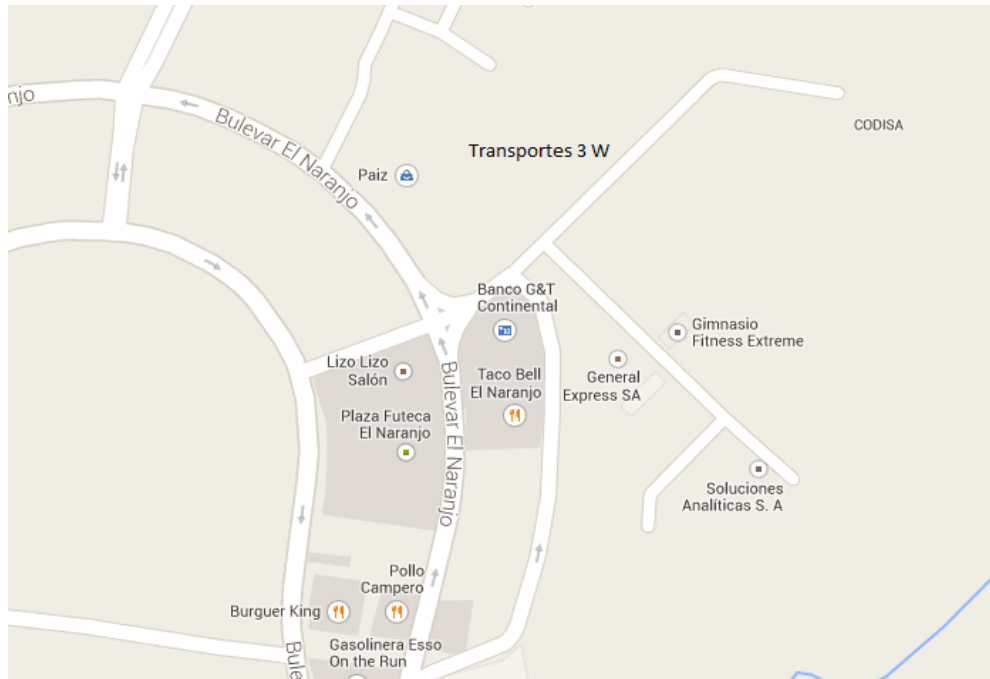 njo
Bulevar El Naranjo
CODISA
Transportes 3 W
Paiz
Banco G&T
Continental
Gimnasio
Fitness Extreme
Lizo Lizo
Salón
Taco Bell
El Naranjo
General
Express SA
Bulevar El Naranjo
Plaza Futeca
El Naranjo
Soluciones
Analíticas S. A
Pollo
Campero
Burguer King
Gasolinera Esso
On the Run
Bule